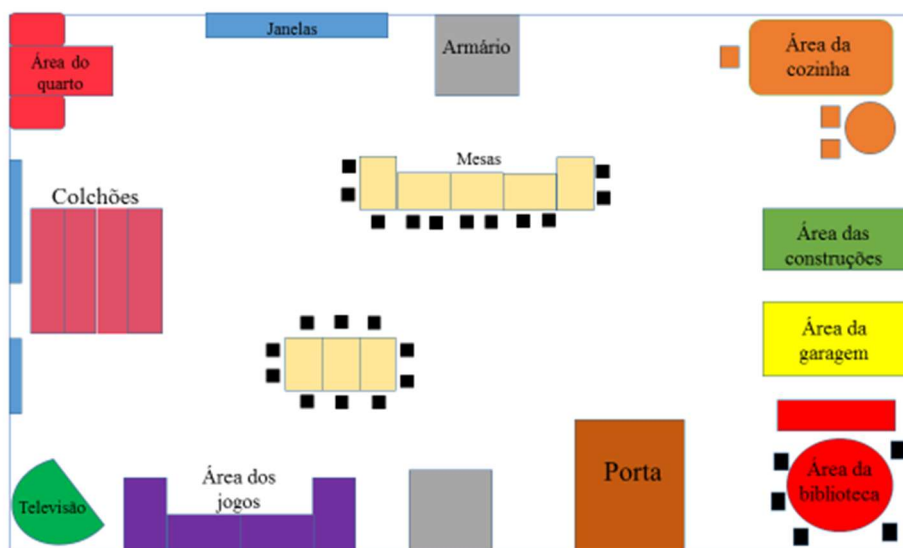 Janelas
Armário
Área da
cozinha
Área do
quarto
Mesas
Colchões
Área das
construções
Área da
garagem
Área dos
jogos
Porta
Área da
biblioteca
Televisão